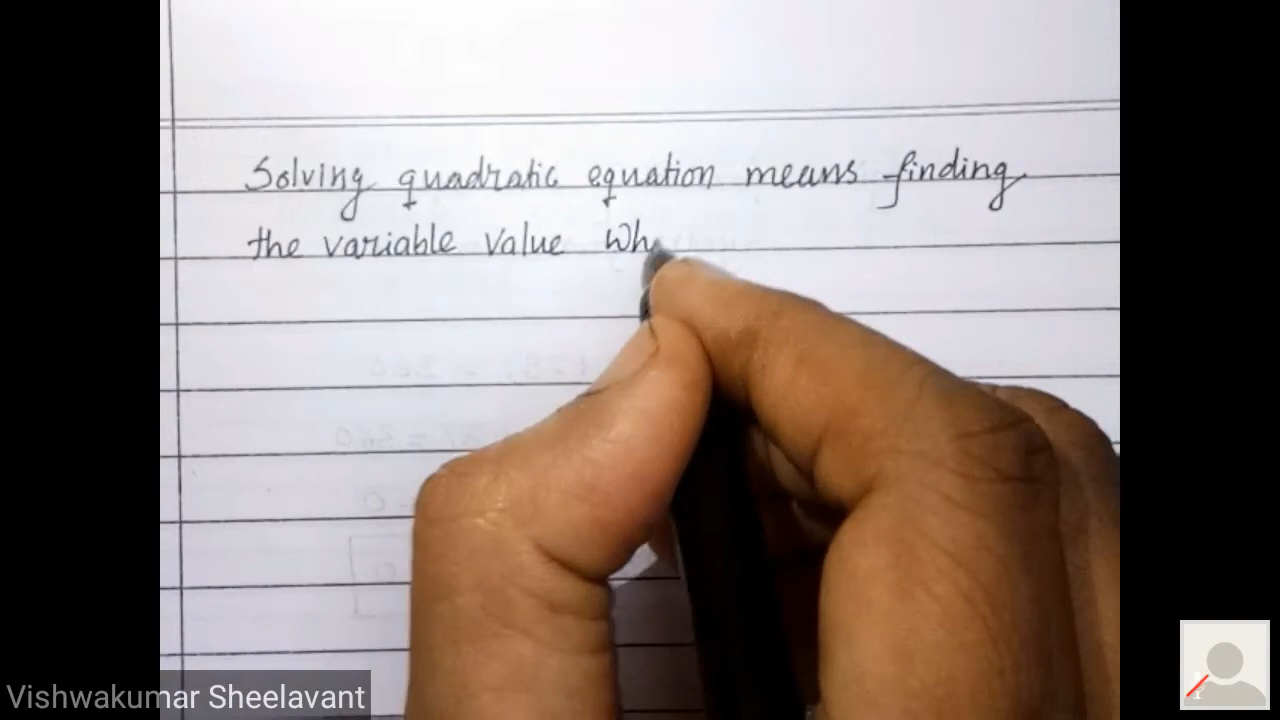 Solving quadratic equation means finding
the variable value Wh
Vishwakumar Sheelavant